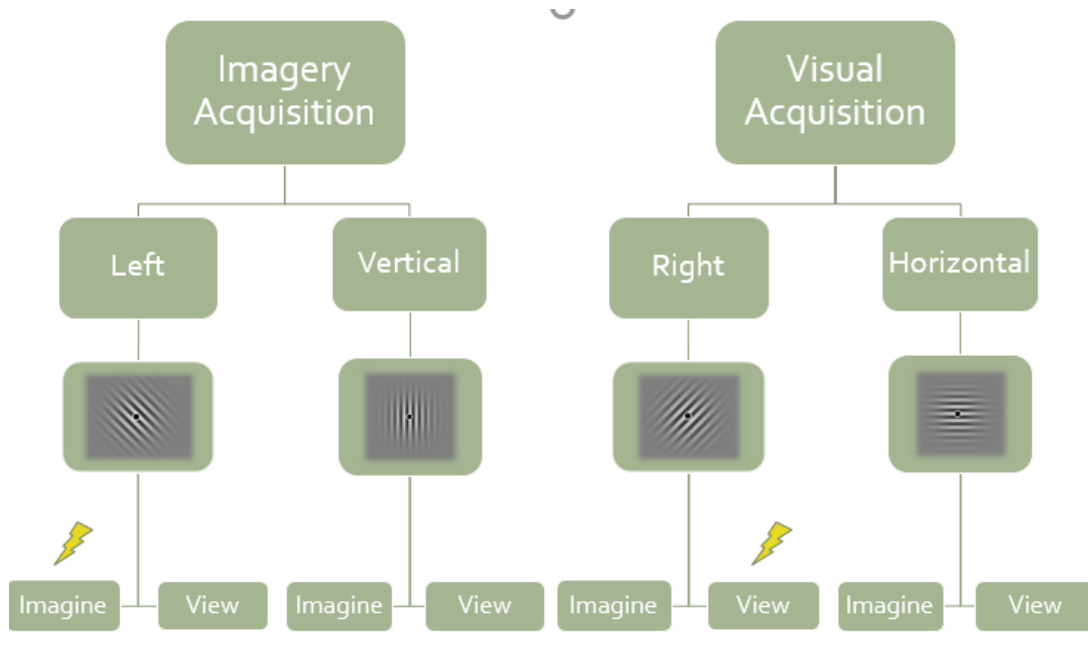 Imagery
Acquisition
Visual
Acquisition
Left
Vertical
Right
Horizontal
Imagine
View
Imagine
View
Imagine
View
Imagine
View